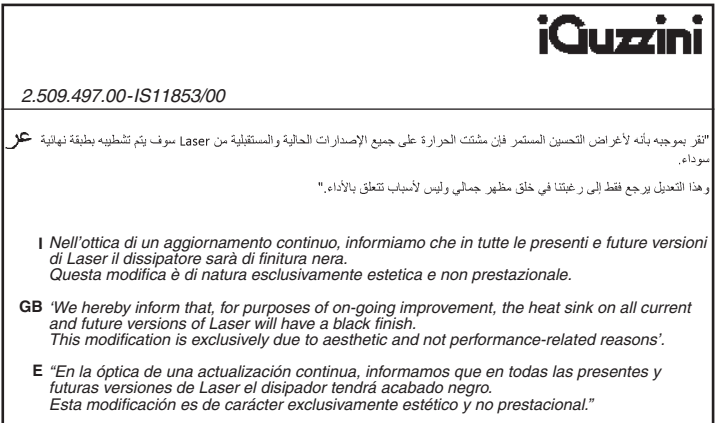 iGuzzini
2.509.497.00-IS11853/00
عر "نقر بموجبه بأنه لأغراض التحسين المستمر فإن مشتت الحرارة على جميع الإصدارات الحالية والمستقبلية من Laser سوف يتم تشطيبه بطبقة نهائية
سوداء.
وهذا التعديل يرجع فقط إلى رغبتنا في خلق مظهر جمالي وليس لأسباب تتعلق بالأداء."
I Nell'ottica di un aggiornamento continuo, informiamo che in tutte le presenti e future versioni
di Laser il dissipatore sarà di finitura nera.
Questa modifica è di natura esclusivamente estetica e non prestazionale.
GB 'We hereby inform that, for purposes of on-going improvement, the heat sink on all current
and future versions of Laser will have a black finish.
This modification is exclusively due to aesthetic and not performance-related reasons'.
E "En la óptica de una actualización continua, informamos que en todas las presentes y
futuras versiones de Laser el disipador tendrá acabado negro.
Esta modificación es de carácter exclusivamente estético y no prestacional."